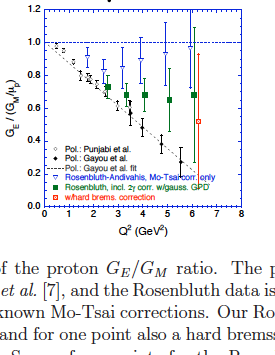 1.2
1.0
0.8
0.6
0.4
0.2
0.0
G_E / (G_M/μ_p)
Pol.: Punjabi et al.
Pol.: Gayou et al.
Pol.: Gayou et al. fit
Rosenbluth-Andivahis, Mo-Tsai corr. only
Rosenbluth, incl. 2γ corr. w/gauss. GPD
w/hard brems. correction
0 1 2 3 4 5 6 7 8
Q² (GeV²)
of the proton G_E/G_M ratio. The p
et al. [7], and the Rosenbluth data is
known Mo-Tsai corrections. Our Ro
and for one point also a hard brems